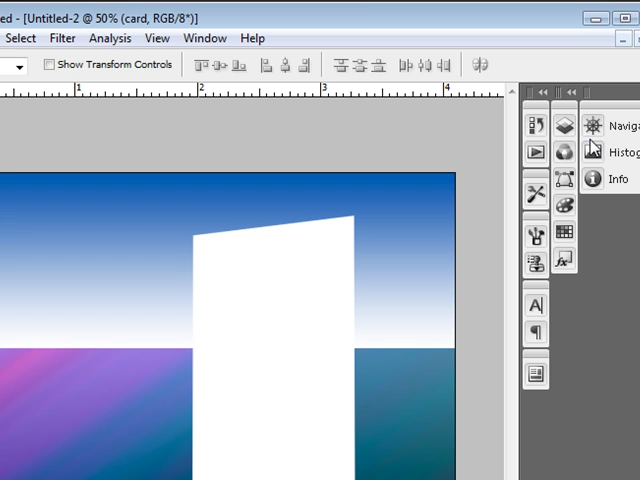 ed - [Untitled-2 @ 50% (card, RGB/8*)]
Select Filter Analysis View Window Help
Show Transform Controls
1 2 3 4
Naviga
Histog
Info